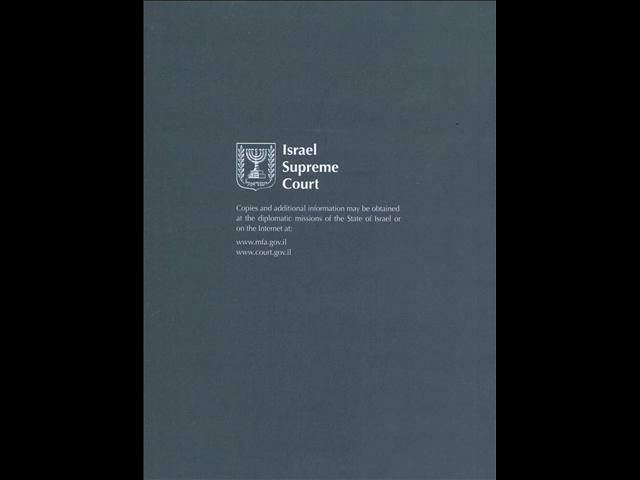 Israel
Supreme
Court
Copies and additional information may be obtained
at the diplomatic missions of the State of Israel or
on the Internet at:
www.mfa.gov.il
www.court.gov.il